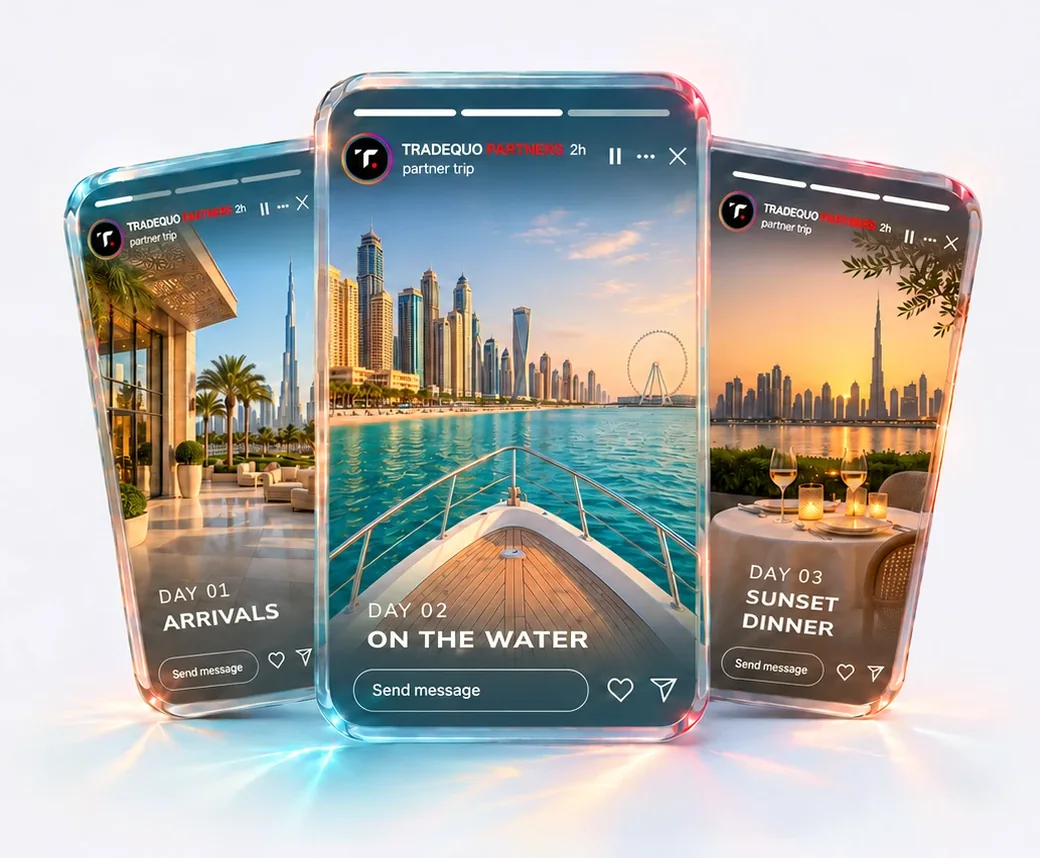 TRADEQUO PARTNERS 2h
partner trip
DAY 01
ARRIVALS
Send message
TRADEQUO PARTNERS 2h
partner trip
DAY 02
ON THE WATER
Send message
TRADEQUO PARTNERS 2h
partner trip
DAY 03
SUNSET
DINNER
Send message